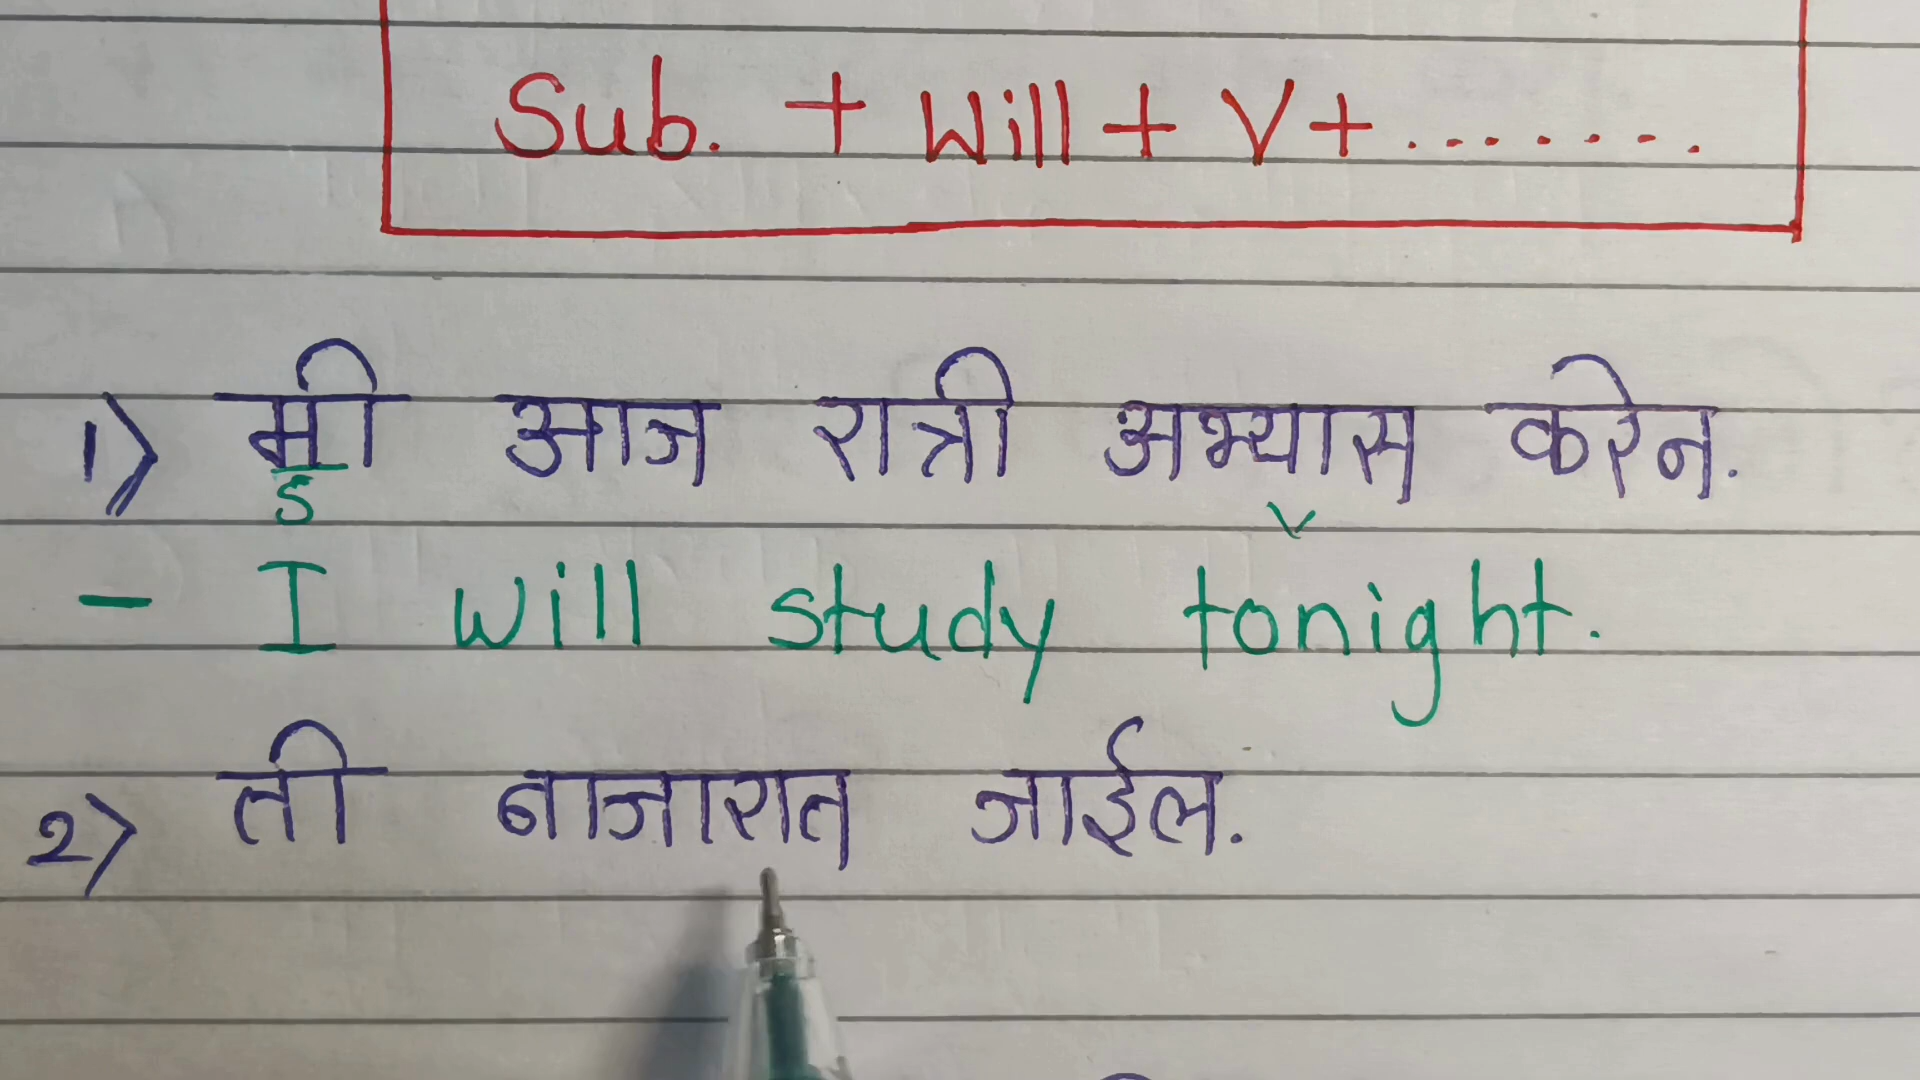 Sub. + Will + V + ........
1) मी आज रात्री अभ्यास करेन.
S V
- I will study tonight.
2) ती बाजारात जाईल.